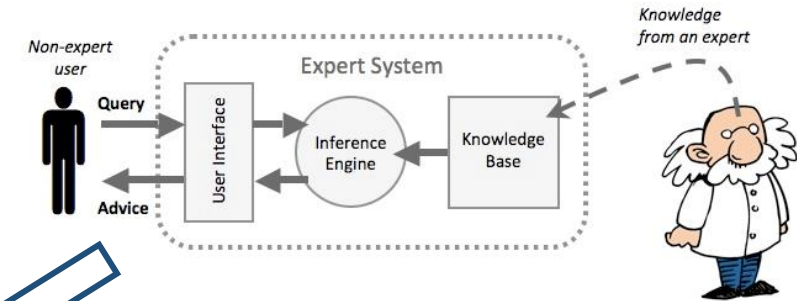 Non-expert
user
Query
Advice
Expert System
User Interface
Inference
Engine
Knowledge
Base
Knowledge
from an expert